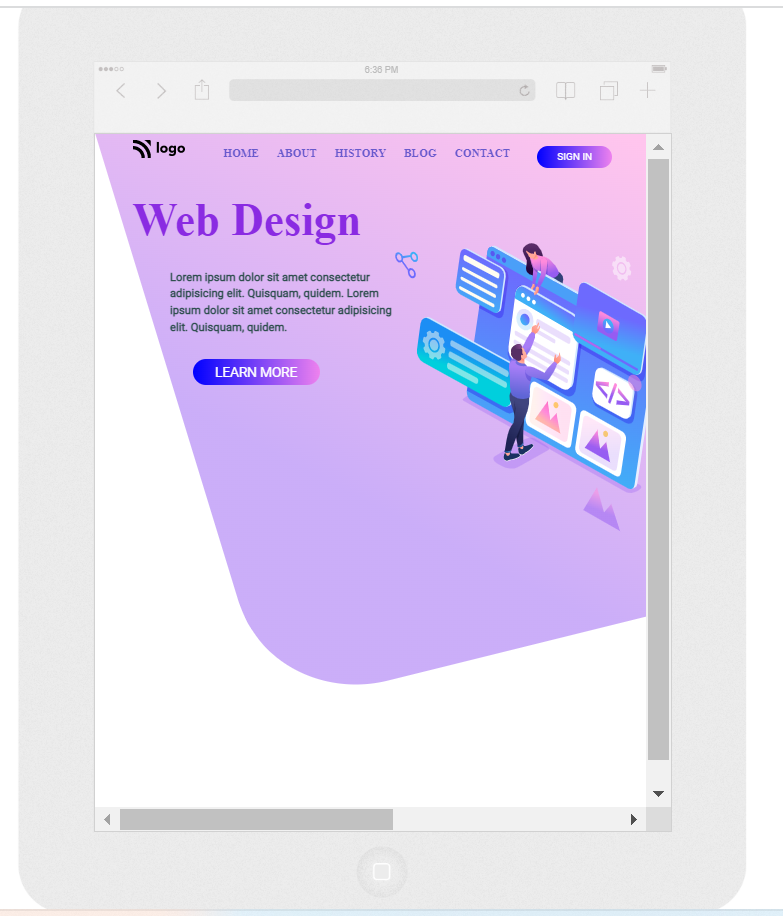 6:36 PM
logo
HOME ABOUT HISTORY BLOG CONTACT SIGN IN
Web Design
Lorem ipsum dolor sit amet consectetur
adipisicing elit. Quisquam, quidem. Lorem
ipsum dolor sit amet consectetur adipisicing
elit. Quisquam, quidem.
LEARN MORE